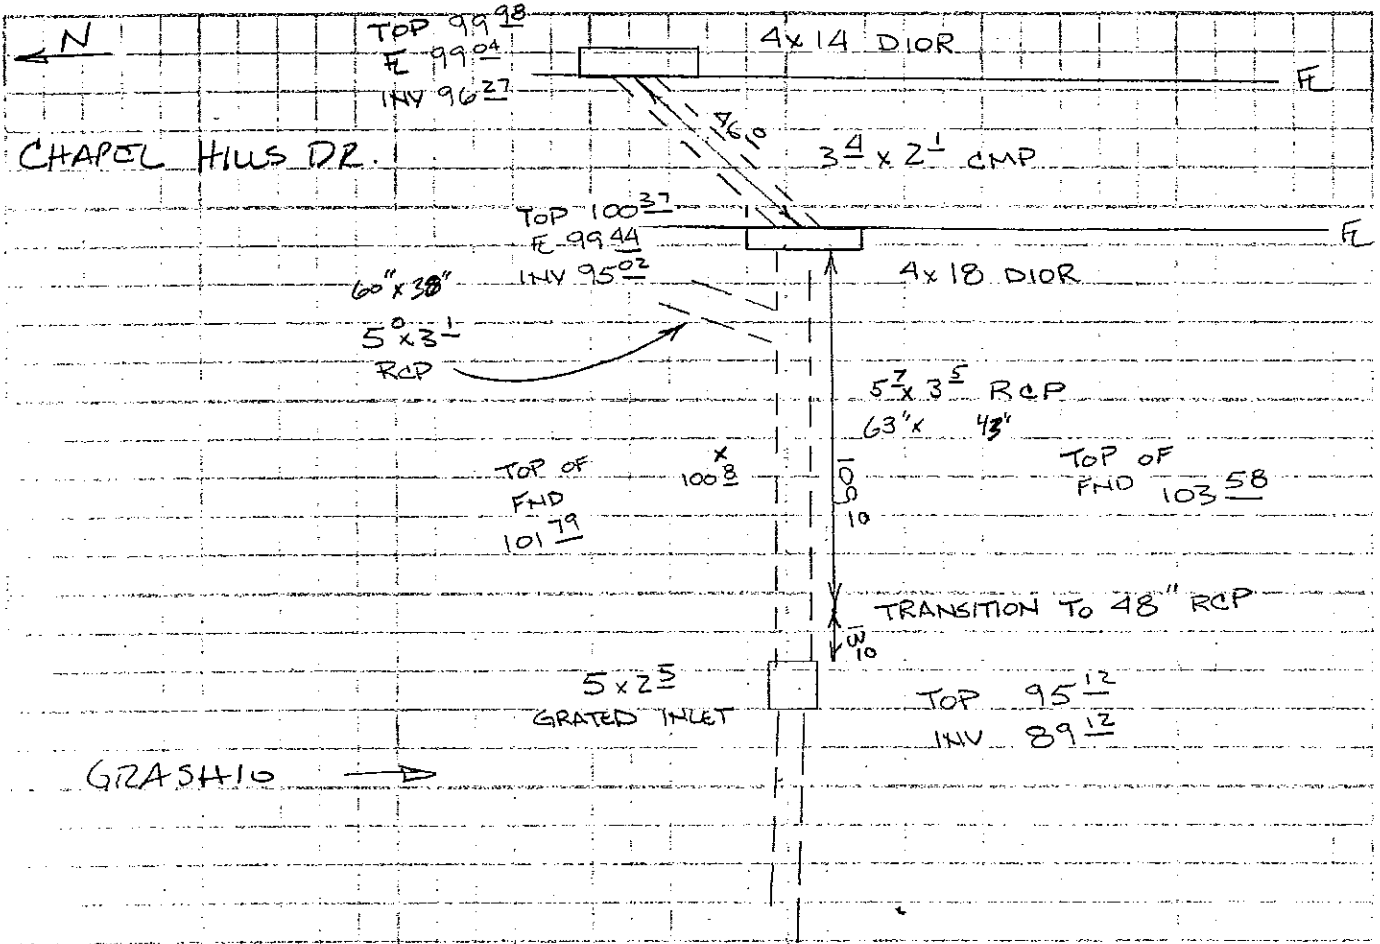 N
TOP 99 98
FL 99 04
INV 96 27
4x14 DIOR
FL
CHAPEL HILLS DR.
46.0
3 4 x 2 1 CMP
TOP 100 37
FL 99 44
INV 95 02
FL
4x18 DIOR
60" x 38"
5 0 x 3 1
RCP
5 7 x 3 5 RCP
63" x 43"
TOP OF
FND
101 79
x
100 8
TOP OF
FND 103 58
TRANSITION TO 48" RCP
5 x 2 5
GRATED INLET
TOP 95 12
INV 89 12
GRASHIO